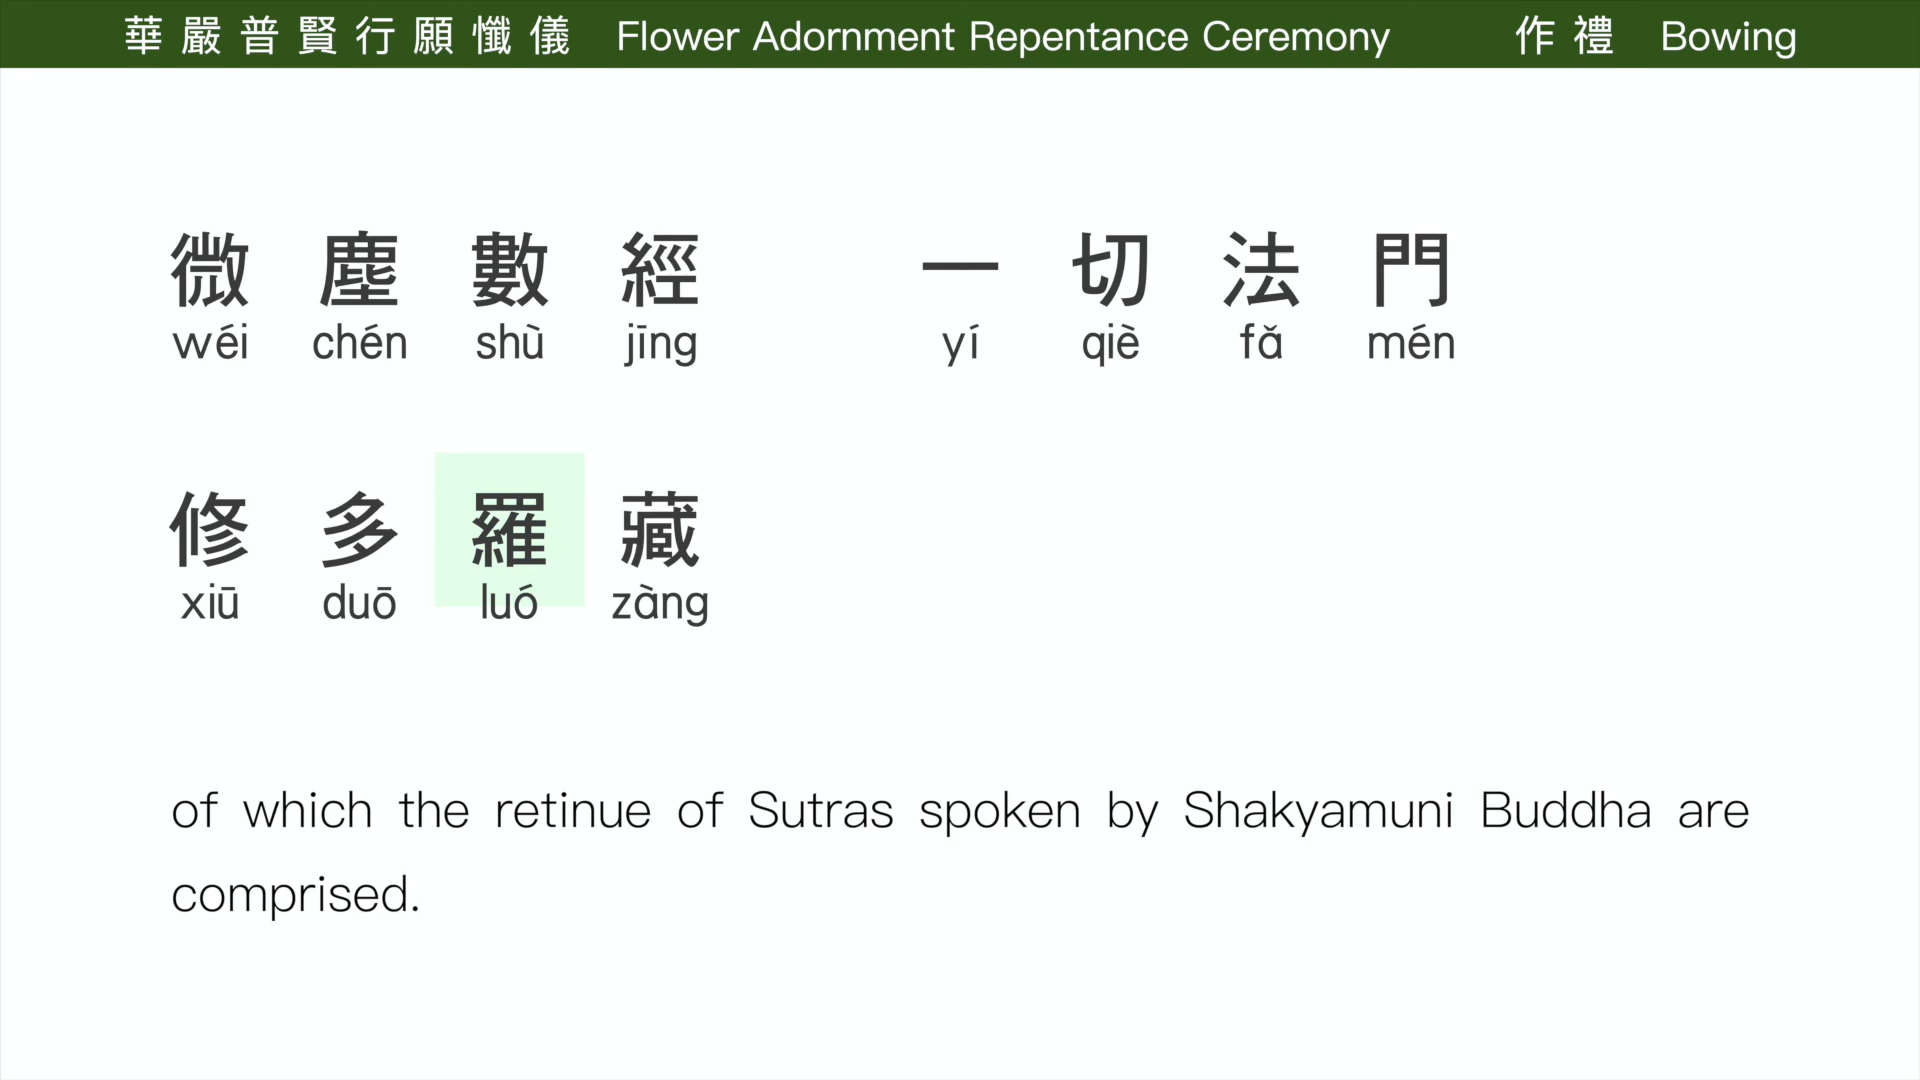 華嚴普賢行願懺儀 Flower Adornment Repentance Ceremony 作禮 Bowing
微塵數經 一切法門
wéi chén shù jīng yí qiè fǎ mén
修多羅藏
xiū duō luó zàng
of which the retinue of Sutras spoken by Shakyamuni Buddha are
comprised.